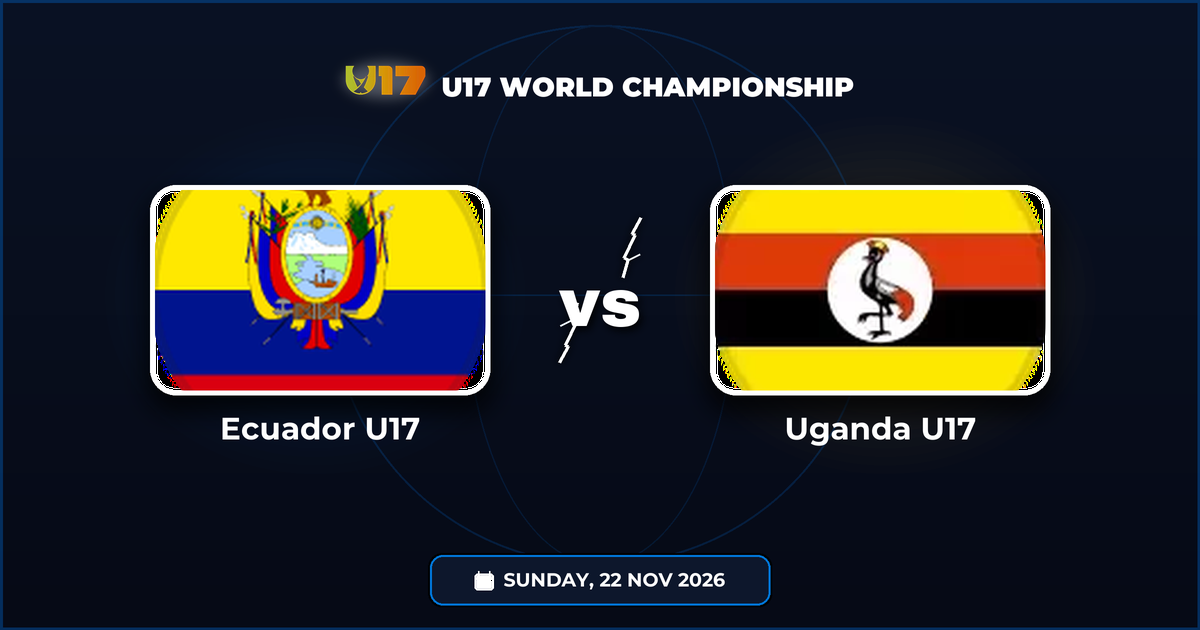 U17 U17 WORLD CHAMPIONSHIP
vs
Ecuador U17
Uganda U17
SUNDAY, 22 NOV 2026